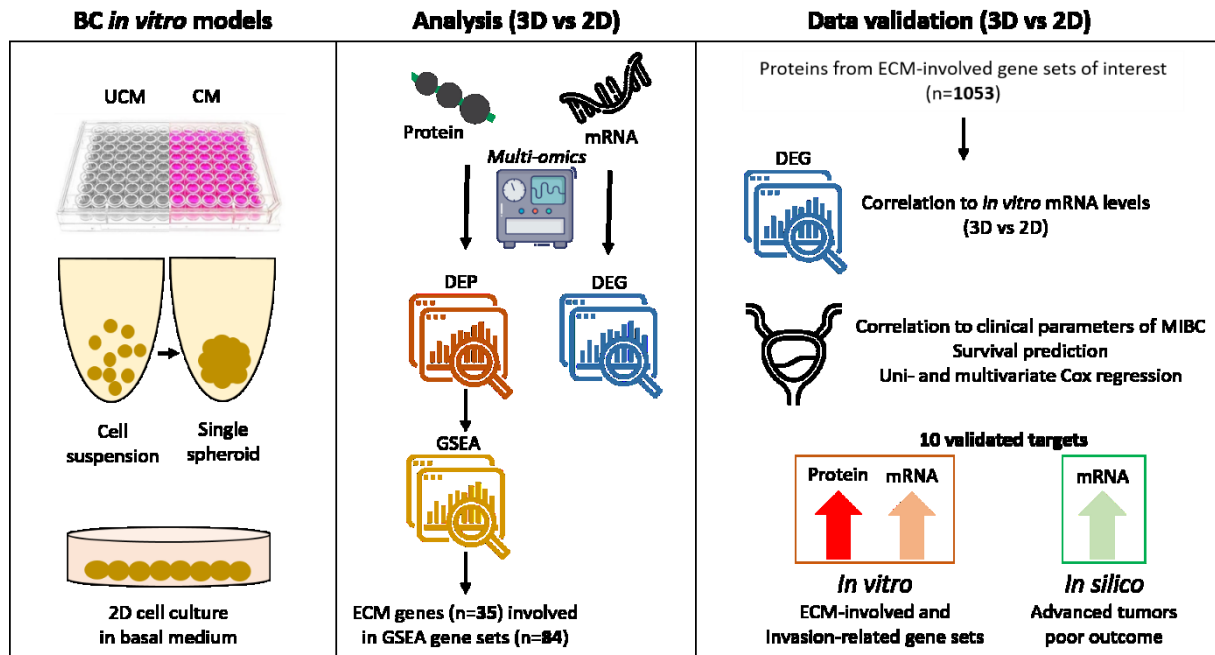 BC in vitro models
UCM
CM
Cell
suspension
Single
spheroid
2D cell culture
in basal medium
Analysis (3D vs 2D)
Protein
mRNA
Multi-omics
DEP
DEG
GSEA
ECM genes (n=35) involved
in GSEA gene sets (n=84)
Data validation (3D vs 2D)
Proteins from ECM-involved gene sets of interest
(n=1053)
DEG
Correlation to in vitro mRNA levels
(3D vs 2D)
Correlation to clinical parameters of MIBC
Survival prediction
Uni- and multivariate Cox regression
10 validated targets
Protein
mRNA
mRNA
In vitro
ECM-involved and
Invasion-related gene sets
In silico
Advanced tumors
poor outcome